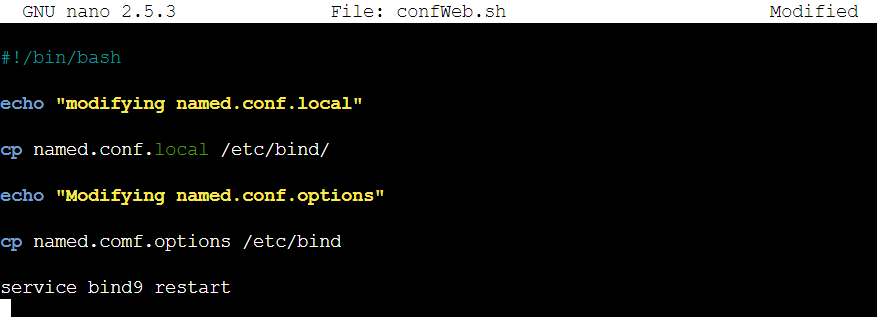 GNU nano 2.5.3 File: confWeb.sh Modified
#!/bin/bash
echo "modifying named.conf.local"
cp named.conf.local /etc/bind/
echo "Modifying named.conf.options"
cp named.comf.options /etc/bind
service bind9 restart